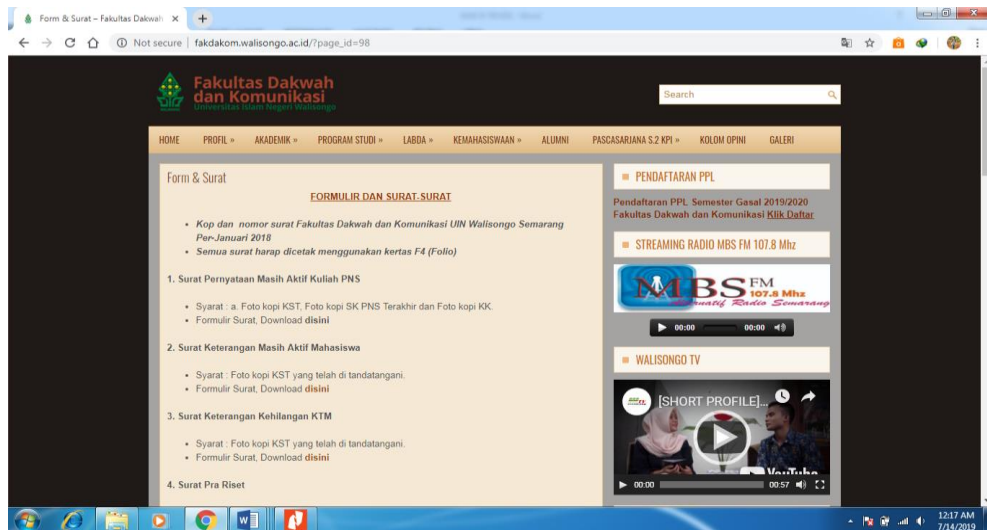 Form & Surat – Fakultas Dakwah
Not secure | fakdakom.walisongo.ac.id/?page_id=98
Fakultas Dakwah
dan Komunikasi
Universitas Islam Negeri Walisongo
Search
HOME PROFIL » AKADEMIK » PROGRAM STUDI » LABDA » KEMAHASISWAAN » ALUMNI PASCASARJANA S.2 KPI » KOLOM OPINI GALERI
Form & Surat
FORMULIR DAN SURAT-SURAT
• Kop dan nomor surat Fakultas Dakwah dan Komunikasi UIN Walisongo Semarang
Per-Januari 2018
• Semua surat harap dicetak menggunakan kertas F4 (Folio)
1. Surat Pernyataan Masih Aktif Kuliah PNS
• Syarat : a. Foto kopi KST, Foto kopi SK PNS Terakhir dan Foto kopi KK.
• Formulir Surat, Download disini
2. Surat Keterangan Masih Aktif Mahasiswa
• Syarat : Foto kopi KST yang telah di tandatangani.
• Formulir Surat, Download disini
3. Surat Keterangan Kehilangan KTM
• Syarat : Foto kopi KST yang telah di tandatangani.
• Formulir Surat, Download disini
4. Surat Pra Riset
PENDAFTARAN PPL
Pendaftaran PPL Semester Gasal 2019/2020
Fakultas Dakwah dan Komunikasi Klik Daftar
STREAMING RADIO MBS FM 107.8 Mhz
MBS FM
107.8 Mhz
Radio Semarang
00:00 00:00
WALISONGO TV
[SHORT PROFILE]...
YouTube
00:00 00:57
12:17 AM
7/14/2019